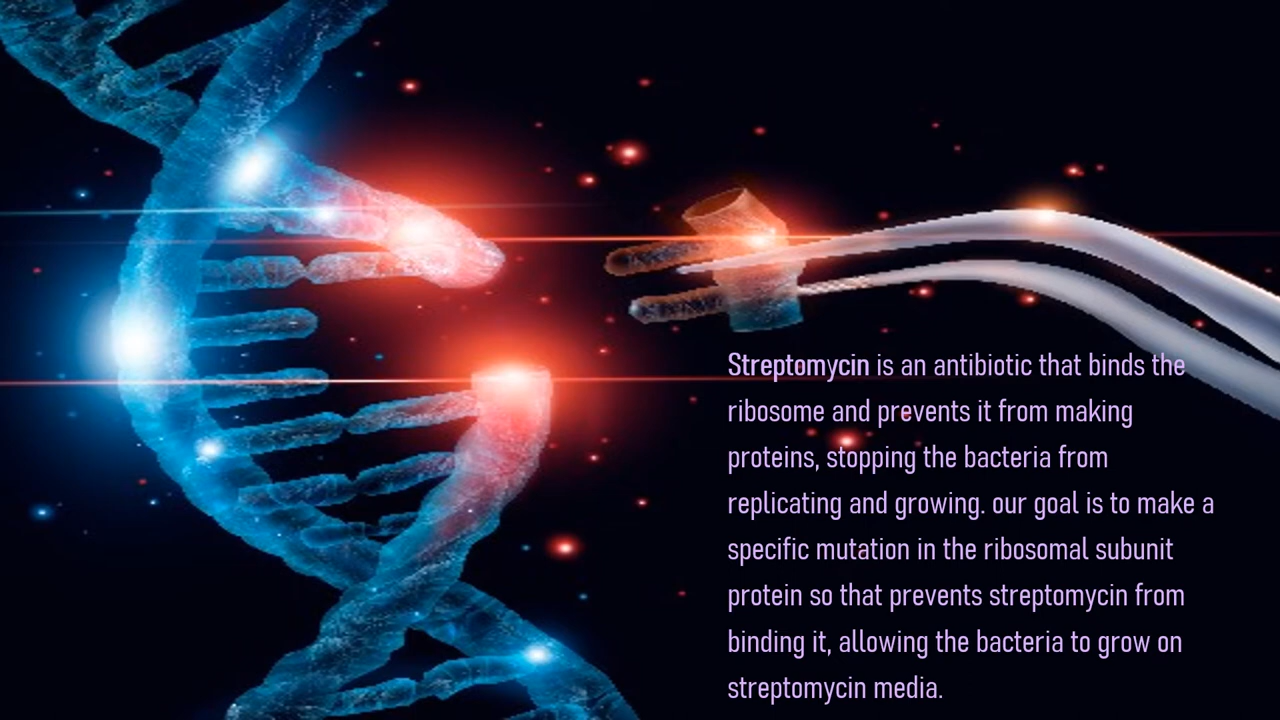 Streptomycin is an antibiotic that binds the
ribosome and prevents it from making
proteins, stopping the bacteria from
replicating and growing. our goal is to make a
specific mutation in the ribosomal subunit
protein so that prevents streptomycin from
binding it, allowing the bacteria to grow on
streptomycin media.